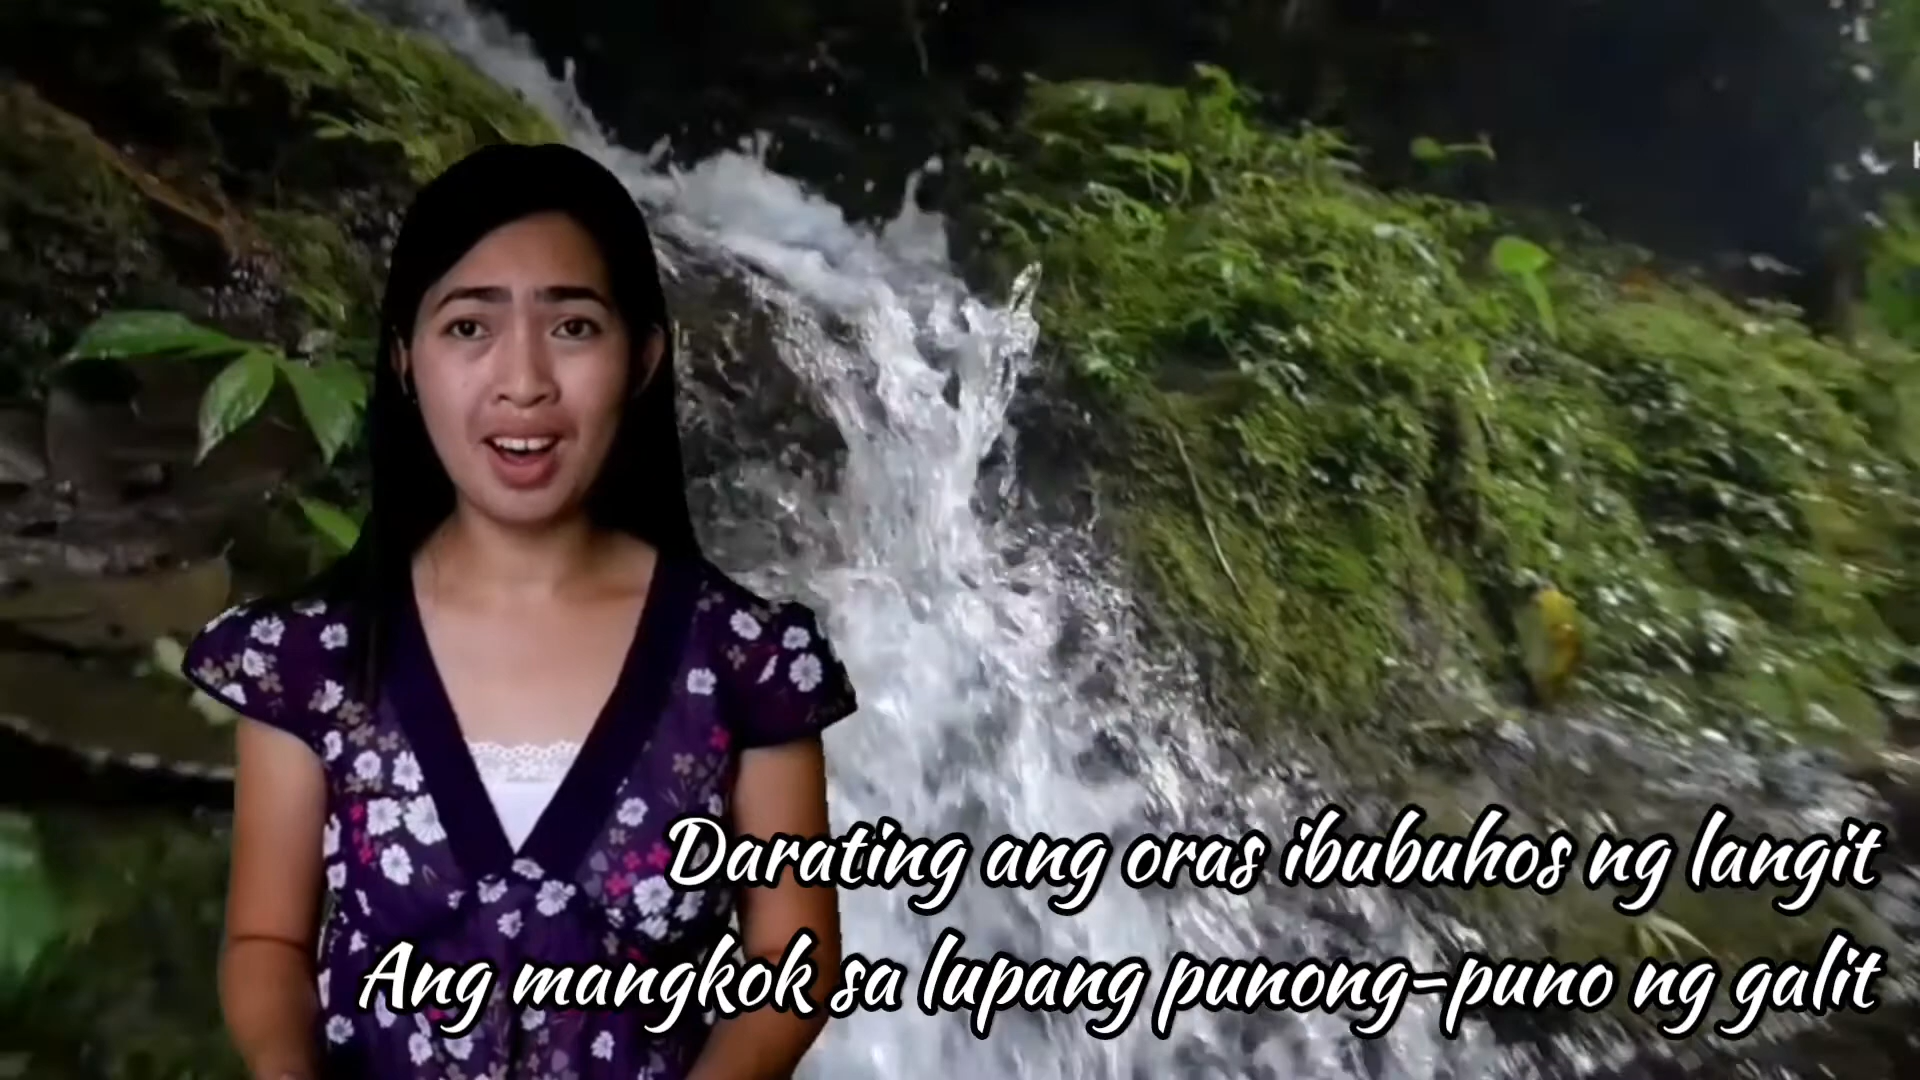 Darating ang oras ibubuhos ng langit
Ang mangkok sa lupang punong-puno ng galit